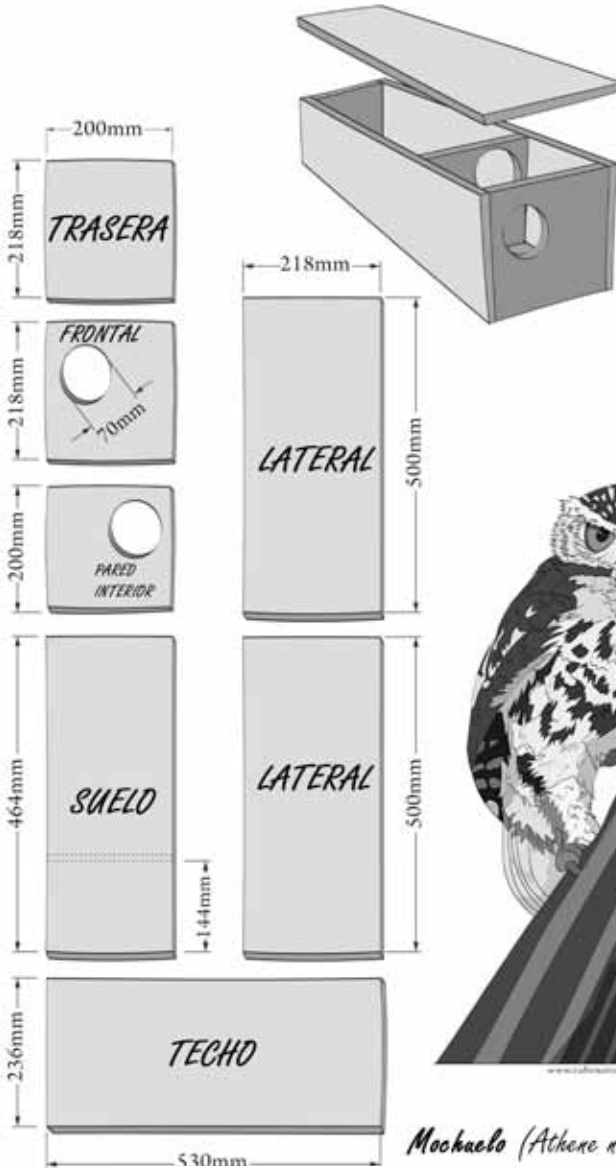 200mm
218mm
TRASERA
218mm
FRONTAL
70mm
218mm
200mm
PARED
INTERIOR
LATERAL
500mm
464mm
SUELO
144mm
LATERAL
500mm
236mm
TECHO
530mm
Mochuelo (Athene n